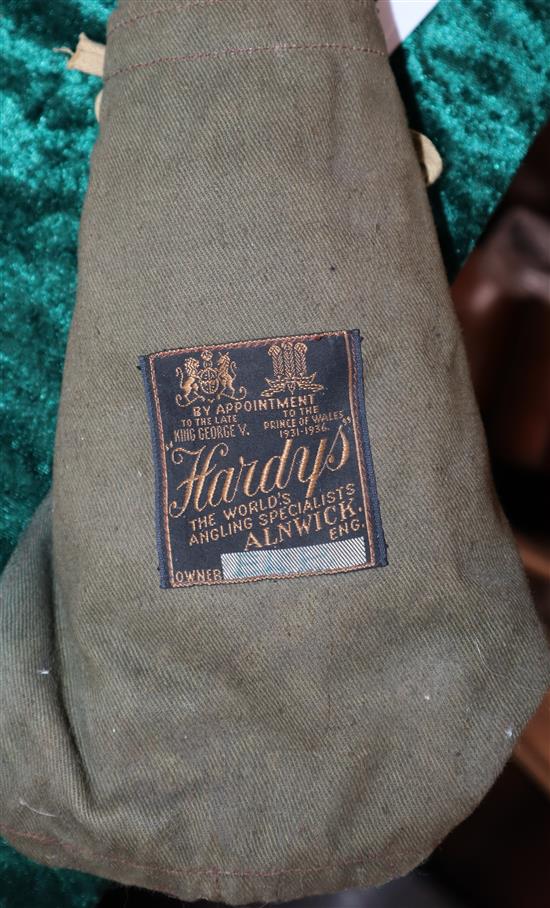 BY APPOINTMENT
TO THE LATE TO THE
KING GEORGE V. PRINCE OF WALES
1931-1936.
"Hardys"
THE WORLD'S
ANGLING SPECIALISTS
ALNWICK.
ENG.
OWNER